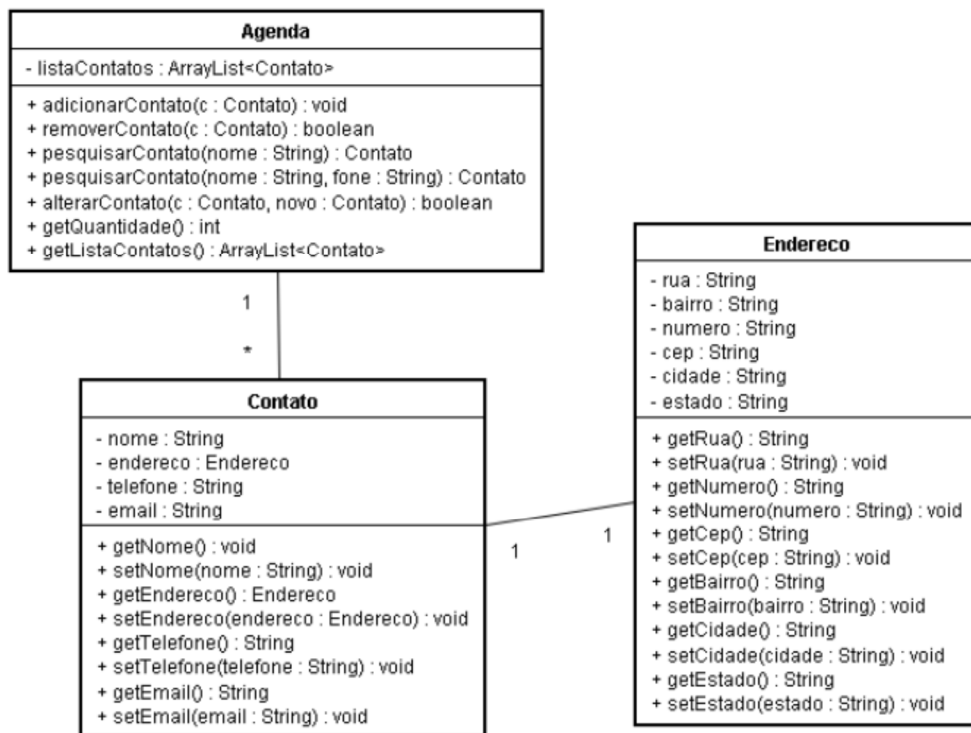 Agenda
- listaContatos : ArrayList<Contato>
+ adicionarContato(c : Contato) : void
+ removerContato(c : Contato) : boolean
+ pesquisarContato(nome : String) : Contato
+ pesquisarContato(nome : String, fone : String) : Contato
+ alterarContato(c : Contato, novo : Contato) : boolean
+ getQuantidade() : int
+ getListaContatos() : ArrayList<Contato>
1
*
Contato
- nome : String
- endereco : Endereco
- telefone : String
- email : String
+ getNome() : void
+ setNome(nome : String) : void
+ getEndereco() : Endereco
+ setEndereco(endereco : Endereco) : void
+ getTelefone() : String
+ setTelefone(telefone : String) : void
+ getEmail() : String
+ setEmail(email : String) : void
1
1
Endereco
- rua : String
- bairro : String
- numero : String
- cep : String
- cidade : String
- estado : String
+ getRua() : String
+ setRua(rua : String) : void
+ getNumero() : String
+ setNumero(numero : String) : void
+ getCep() : String
+ setCep(cep : String) : void
+ getBairro() : String
+ setBairro(bairro : String) : void
+ getCidade() : String
+ setCidade(cidade : String) : void
+ getEstado() : String
+ setEstado(estado : String) : void